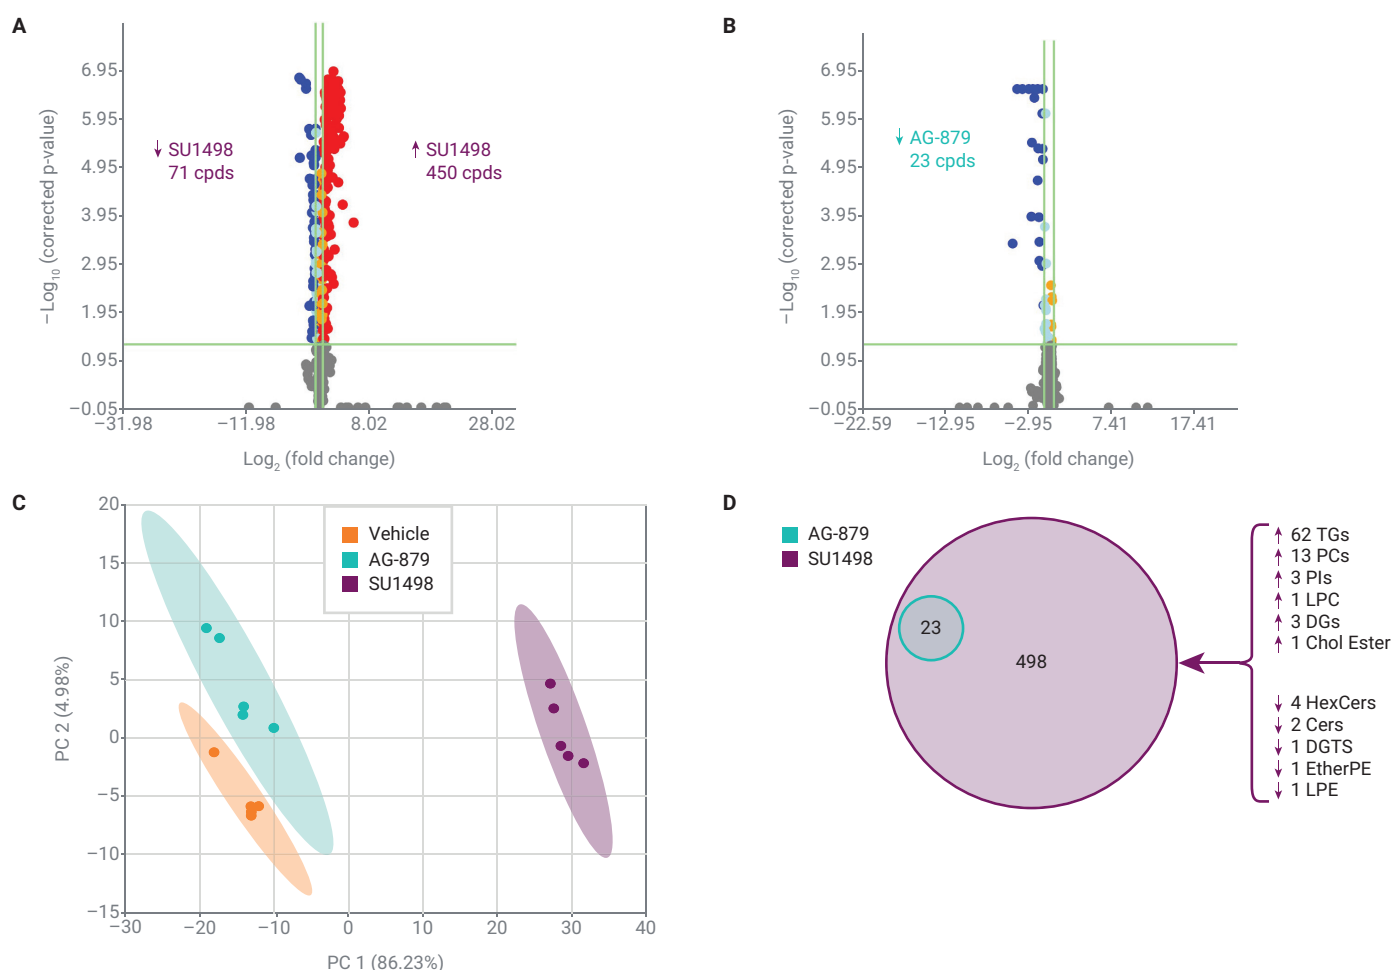 A
−Log10 (corrected p-value)
6.95
5.95
4.95
3.95
2.95
1.95
0.95
−0.05
SU1498
71 cpds
↑ SU1498
450 cpds
−31.98 −11.98 8.02 28.02
Log2 (fold change)
B
−Log10 (corrected p-value)
6.95
5.95
4.95
3.95
2.95
1.95
0.95
−0.05
↓ AG-879
23 cpds
−22.59 −12.95 −2.95 7.41 17.41
Log2 (fold change)
C
PC 2 (4.98%)
20
15
10
5
0
−5
−10
−15
Vehicle
AG-879
SU1498
−30 −20 −10 0 10 20 30 40
PC 1 (86.23%)
D
AG-879
SU1498
23
498
↑ 62 TGs
↑ 13 PCs
↑ 3 PIs
↑ 1 LPC
↑ 3 DGs
↑ 1 Chol Ester
↓ 4 HexCers
↓ 2 Cers
↓ 1 DGTS
↓ 1 EtherPE
↓ 1 LPE